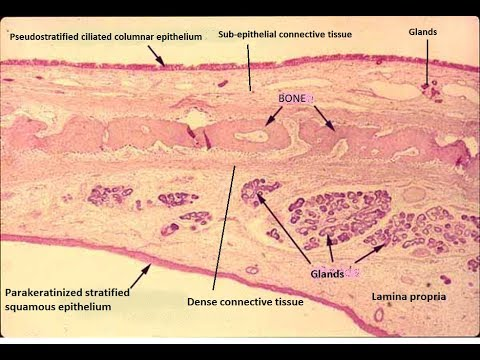 Pseudostratified ciliated columnar epithelium
Sub-epithelial connective tissue
Glands
BONE
Glands
Parakeratinized stratified
squamous epithelium
Dense connective tissue
Lamina propria